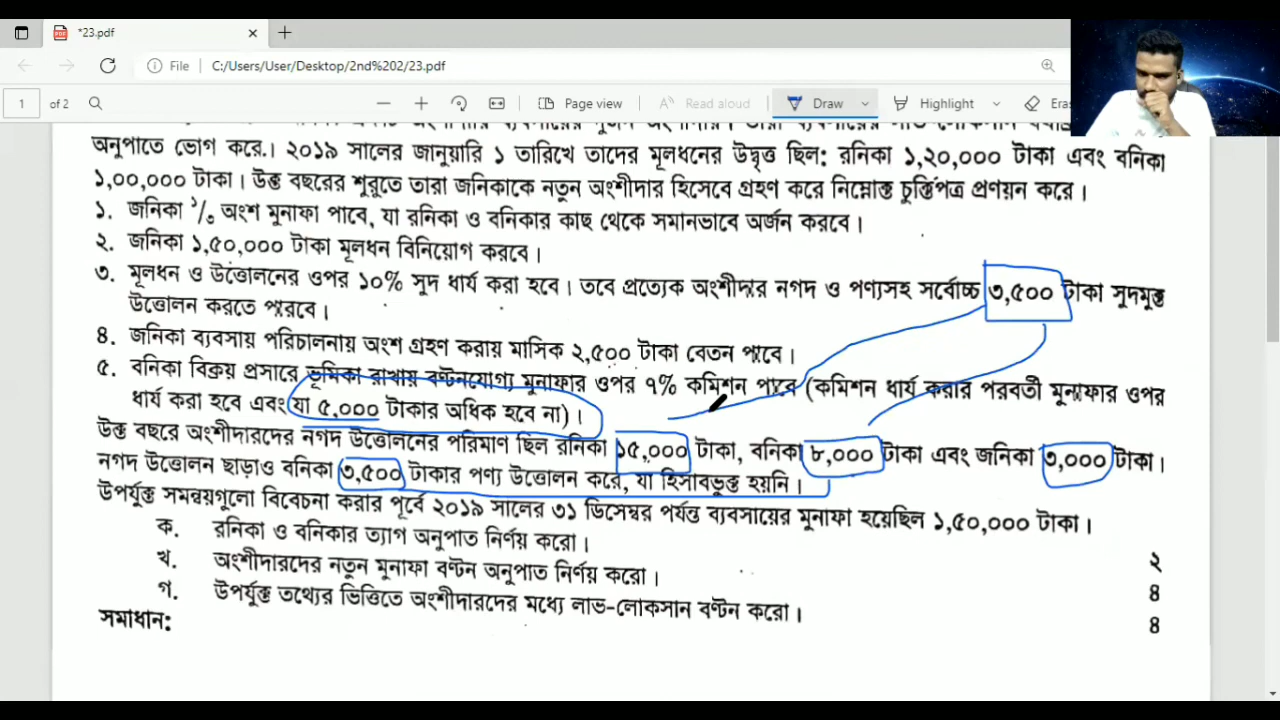 *23.pdf
File C:/Users/User/Desktop/2nd%202/23.pdf
1 of 2 Page view Read aloud Draw Highlight Eras
অনুপাতে ভোগ করে.। ২০১৯ সালের জানুয়ারি ১ তারিখে তাদের মূলধনের উদ্বৃত্ত ছিল: রনিকা ১,২০,০০০ টাকা এবং বনিকা
১,০০,০০০ টাকা। উক্ত বছরের শুরুতে তারা জনিকাকে নতুন অংশীদার হিসেবে গ্রহণ করে নিম্নোক্ত চুক্তিপত্র প্রণয়ন করে।
১. জনিকা অংশ মুনাফা পাবে, যা রনিকা ও বনিকার কাছ থেকে সমানভাবে অর্জন করবে।
২. জনিকা ১,৫০,০০০ টাকা মূলধন বিনিয়োগ করবে।
৩. মূলধন ও উত্তোলনের ওপর ১০% সুদ ধার্য করা হবে। তবে প্রত্যেক অংশীদার নগদ ও পণ্যসহ সর্বোচ্চ ৩,৫০০ টাকা সুদমুক্ত
উত্তোলন করতে পারবে।
৪. জনিকা ব্যবসায় পরিচালনায় অংশ গ্রহণ করায় মাসিক ২,৫০০ টাকা বেতন পাবে।
৫. বনিকা বিক্রয় প্রসারে ভূমিকা রাখায় বণ্টনযোগ্য মুনাফার ওপর ৭% কমিশন পাবে (কমিশন ধার্য করার পরবর্তী মুনাফার ওপর
ধার্য করা হবে এবং যা ৫,০০০ টাকার অধিক হবে না)।
উক্ত বছরে অংশীদারদের নগদ উত্তোলনের পরিমাণ ছিল রনিকা ১৫,০০০ টাকা, বনিকা ৮,০০০ টাকা এবং জনিকা ৩,০০০ টাকা।
নগদ উত্তোলন ছাড়াও বনিকা ৩,৫০০ টাকার পণ্য উত্তোলন করে, যা হিসাবভুক্ত হয়নি।
উপর্যুক্ত সমন্বয়গুলো বিবেচনা করার পূর্বে ২০১৯ সালের ৩১ ডিসেম্বর পর্যন্ত ব্যবসায়ের মুনাফা হয়েছিল ১,৫০,০০০ টাকা।
ক. রনিকা ও বনিকার ত্যাগ অনুপাত নির্ণয় করো। ২
খ. অংশীদারদের নতুন মুনাফা বণ্টন অনুপাত নির্ণয় করো। ৪
গ. উপর্যুক্ত তথ্যের ভিত্তিতে অংশীদারদের মধ্যে লাভ-লোকসান বণ্টন করো। ৪
সমাধান: